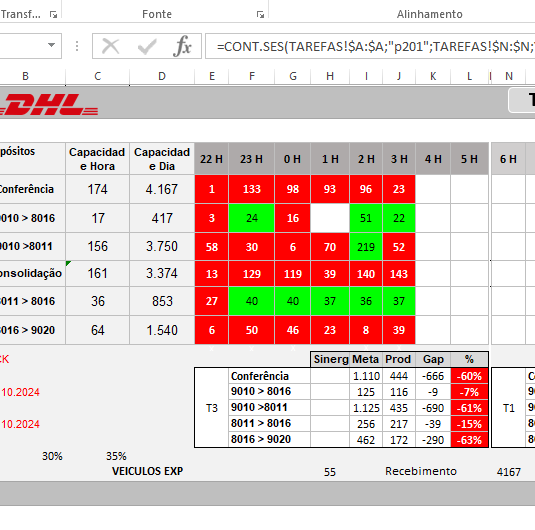 Transf...
Fonte
Alinhamento
fx
=CONT.SES(TAREFAS!$A:$A;"p201";TAREFAS!$N:$N;
B C D E F G H I J K L N
DHL
pósitos Capacidad e Hora Capacidad e Dia 22 H 23 H 0 H 1 H 2 H 3 H 4 H 5 H 6 H
Conferência 174 4.167 1 133 98 93 96 23
9010 > 8016 17 417 3 24 16 51 22
9010 >8011 156 3.750 58 30 6 70 219 52
onsolidação 161 3.374 13 129 119 39 140 143
8011 > 8016 36 853 27 40 40 37 36 37
8016 > 9020 64 1.540 6 50 46 23 8 39
CK
Sinerg Meta Prod Gap %
Conferência 1.110 444 -666 -60%
10.2024 9010 > 8016 125 116 -9 -7%
T3 9010 >8011 1.125 435 -690 -61% T1
10.2024 8011 > 8016 256 217 -39 -15%
8016 > 9020 462 172 -290 -63%
30% 35%
VEICULOS EXP 55 Recebimento 4167